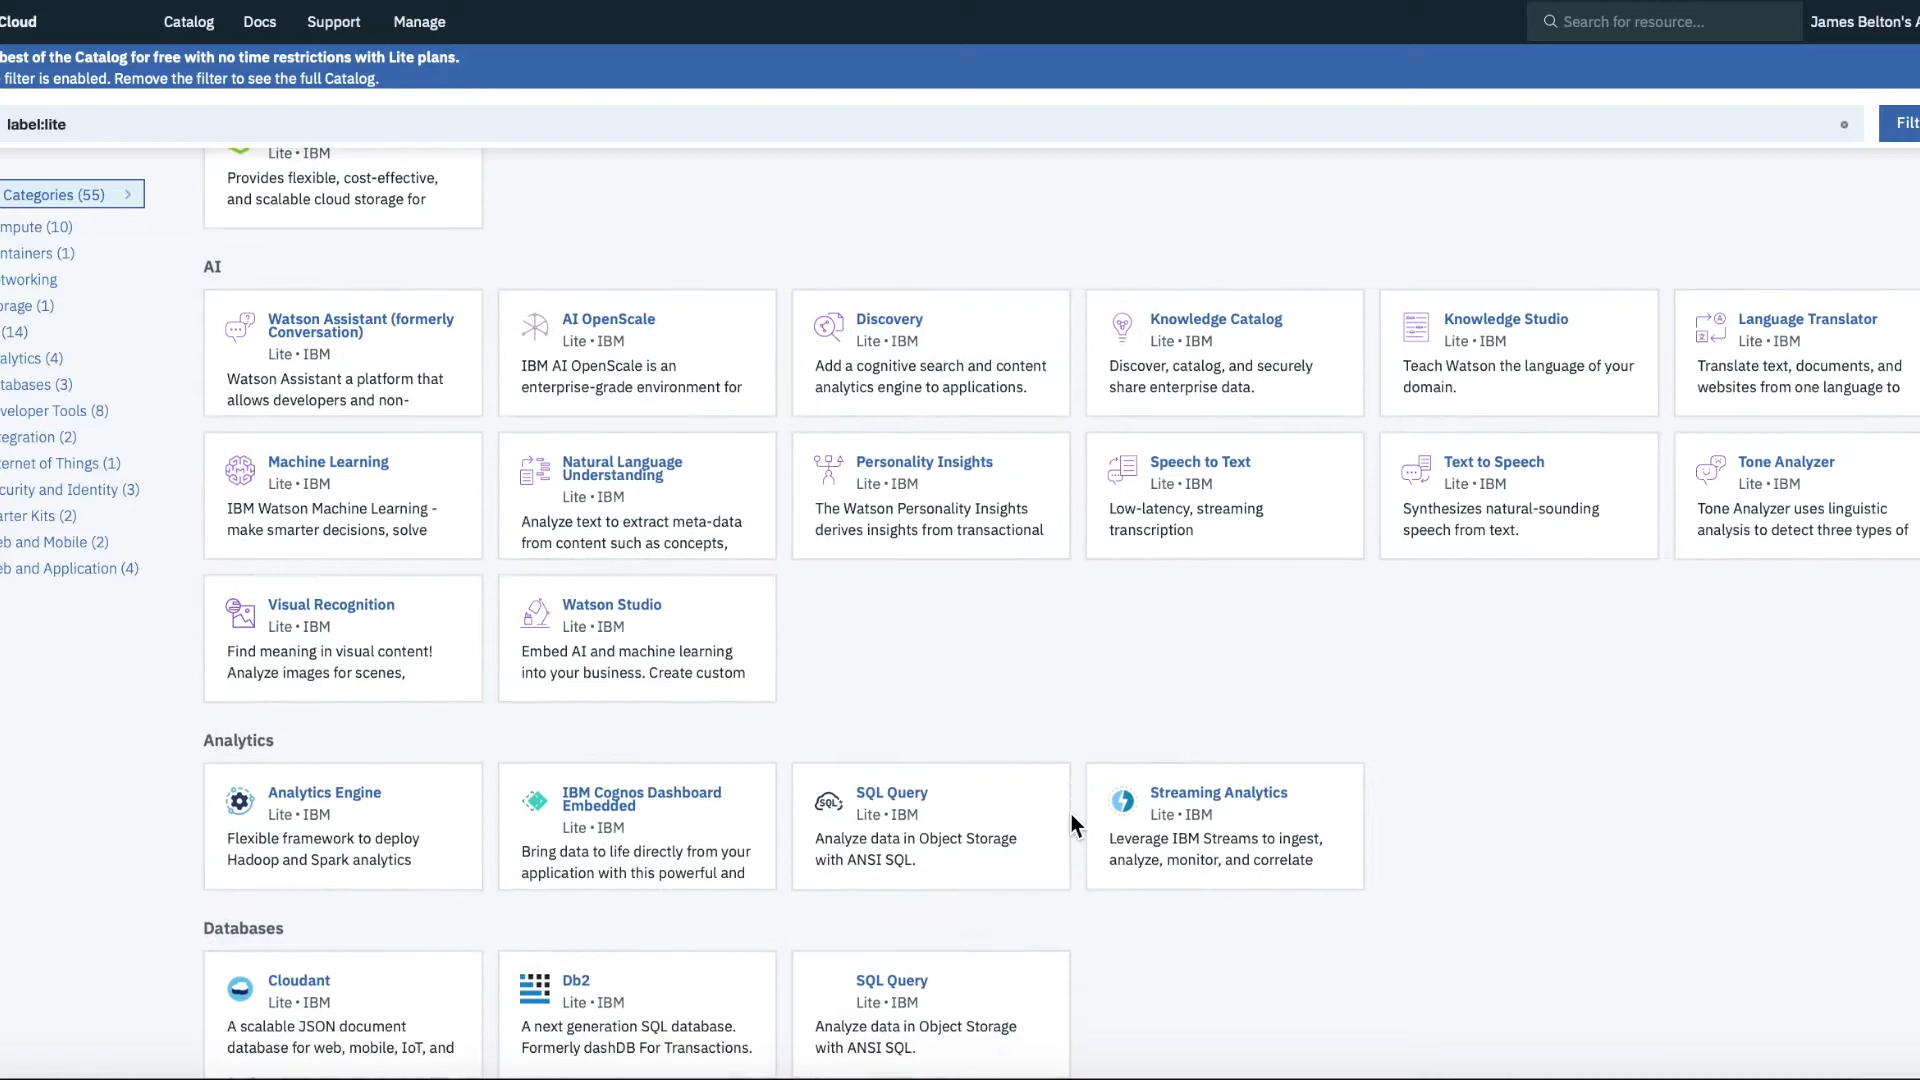 Cloud
Catalog
Docs
Support
Manage
Search for resource...
James Belton's A
best of the Catalog for free with no time restrictions with Lite plans.
filter is enabled. Remove the filter to see the full Catalog.
label:lite
Filt
Categories (55)
mpute (10)
ntainers (1)
tworking
orage (1)
(14)
alytics (4)
tabases (3)
veloper Tools (8)
tegration (2)
ternet of Things (1)
curity and Identity (3)
arter Kits (2)
eb and Mobile (2)
eb and Application (4)
Lite • IBM
Provides flexible, cost-effective,
and scalable cloud storage for
AI
Watson Assistant (formerly
Conversation)
Lite • IBM
Watson Assistant a platform that
allows developers and non-
AI OpenScale
Lite • IBM
IBM AI OpenScale is an
enterprise-grade environment for
Discovery
Lite • IBM
Add a cognitive search and content
analytics engine to applications.
Knowledge Catalog
Lite • IBM
Discover, catalog, and securely
share enterprise data.
Knowledge Studio
Lite • IBM
Teach Watson the language of your
domain.
Language Translator
Lite • IBM
Translate text, documents, and
websites from one language to
Machine Learning
Lite • IBM
IBM Watson Machine Learning -
make smarter decisions, solve
Natural Language
Understanding
Lite • IBM
Analyze text to extract meta-data
from content such as concepts,
Personality Insights
Lite • IBM
The Watson Personality Insights
derives insights from transactional
Speech to Text
Lite • IBM
Low-latency, streaming
transcription
Text to Speech
Lite • IBM
Synthesizes natural-sounding
speech from text.
Tone Analyzer
Lite • IBM
Tone Analyzer uses linguistic
analysis to detect three types of
Visual Recognition
Lite • IBM
Find meaning in visual content!
Analyze images for scenes,
Watson Studio
Lite • IBM
Embed AI and machine learning
into your business. Create custom
Analytics
Analytics Engine
Lite • IBM
Flexible framework to deploy
Hadoop and Spark analytics
IBM Cognos Dashboard
Embedded
Lite • IBM
Bring data to life directly from your
application with this powerful and
SQL
SQL Query
Lite • IBM
Analyze data in Object Storage
with ANSI SQL.
Streaming Analytics
Lite • IBM
Leverage IBM Streams to ingest,
analyze, monitor, and correlate
Databases
Cloudant
Lite • IBM
A scalable JSON document
database for web, mobile, IoT, and
Db2
Lite • IBM
A next generation SQL database.
Formerly dashDB For Transactions.
SQL Query
Lite • IBM
Analyze data in Object Storage
with ANSI SQL.